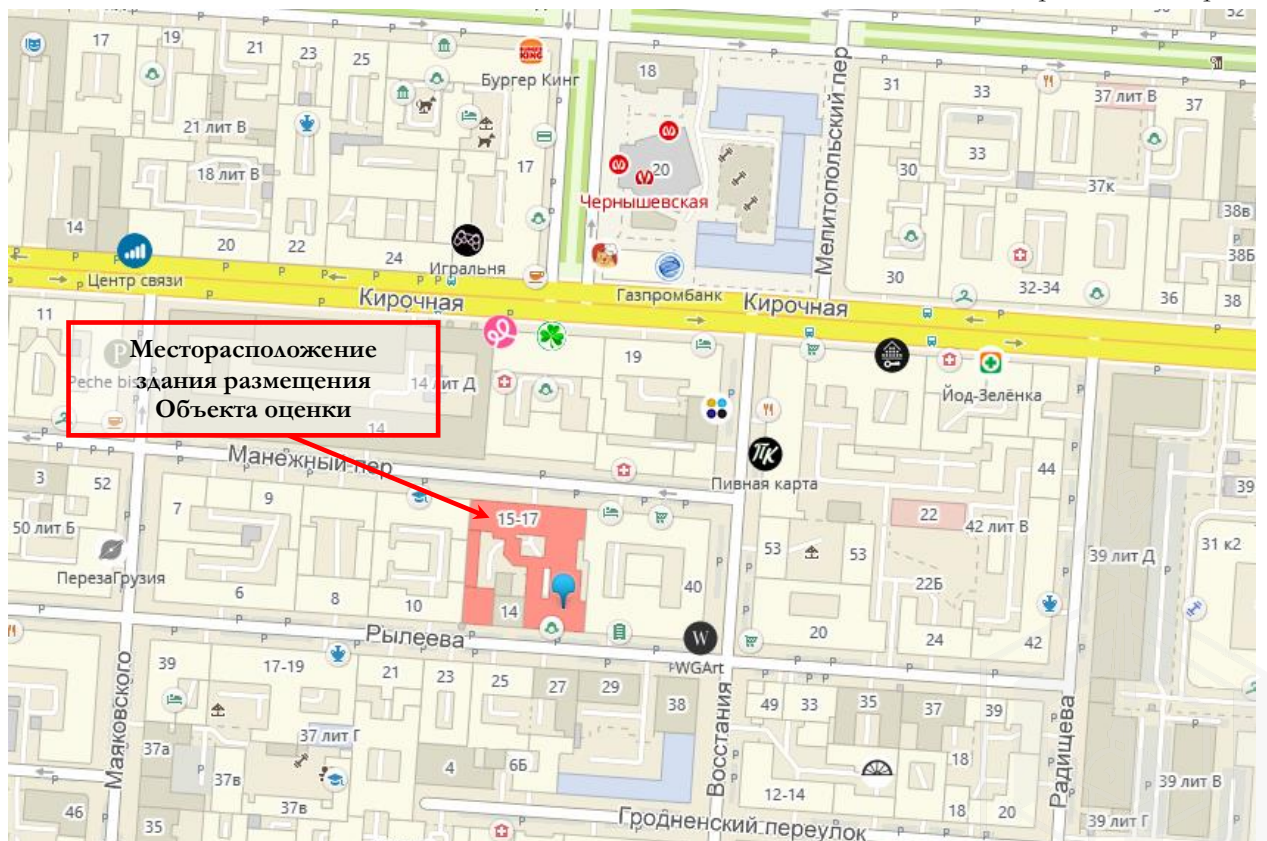 52
17
19
21
23
25
Бургер Кинг
18
31
33
37 лит В
37
21 лит В
18 лит В
17
20
Чернышевская
Мелитопольский пер
30
33
37к
38в
38Б
14
20
22
24
Игральня
Центр связи
Кирочная
Газпромбанк
Кирочная
30
32-34
36
38
11
Месторасположение
здания размещения
Объекта оценки
Peche bis
14 лит Д
14
19
Йод-Зелёнка
Манежный пер
Пивная карта
44
39
3
52
7
9
15-17
22
42 лит В
50 лит Б
53
53
39 лит Д
31 к2
ПерезаГрузия
6
8
10
14
40
22Б
20
24
42
Рылеева
WGArt
39
17-19
21
23
25
27
29
38
49
33
35
37
39
Маяковского
Восстания
Радищева
37 лит Г
37а
37в
4
6Б
18
39 лит В
12-14
46
35
37в
Гродненский переулок
18
20
39 лит Г